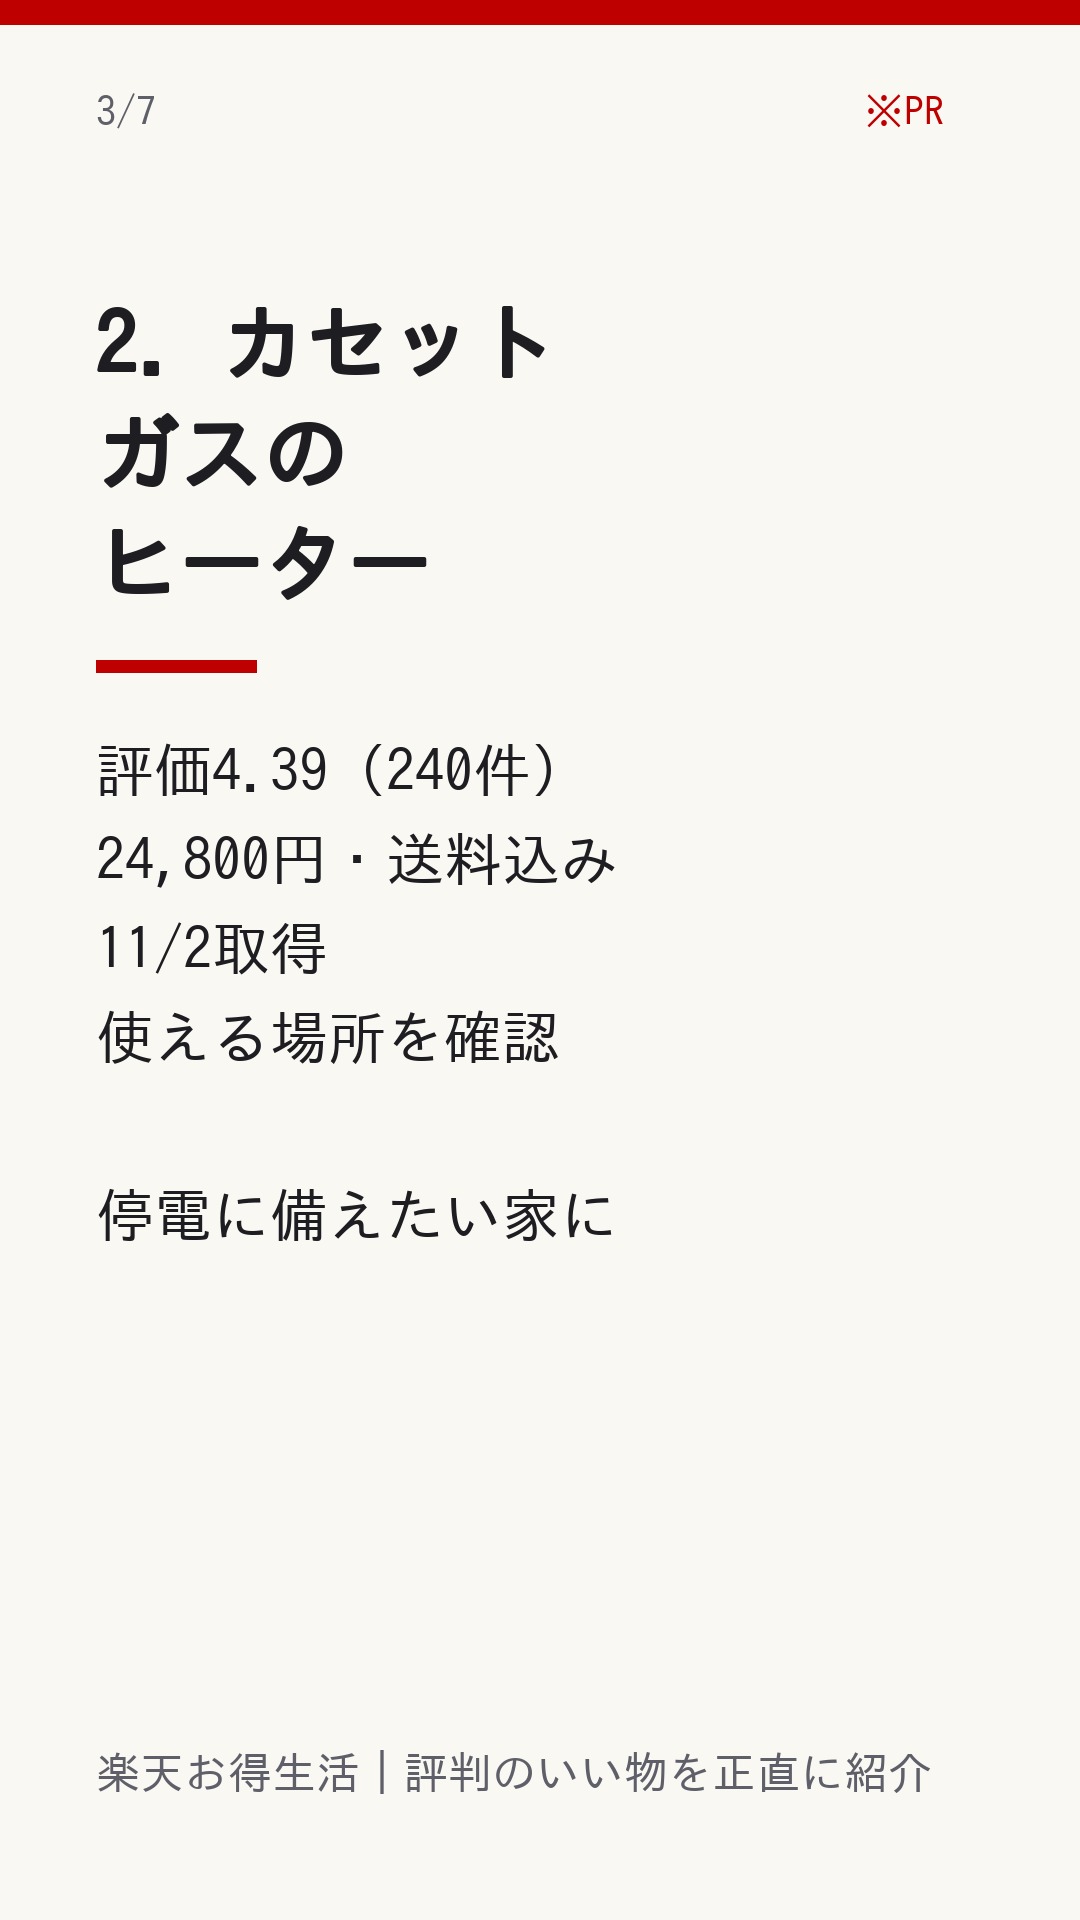 3/7
※PR
2. カセット
ガスの
ヒーター
評価4.39（240件）
24,800円・送料込み
11/2取得
使える場所を確認
停電に備えたい家に
楽天お得生活｜評判のいい物を正直に紹介